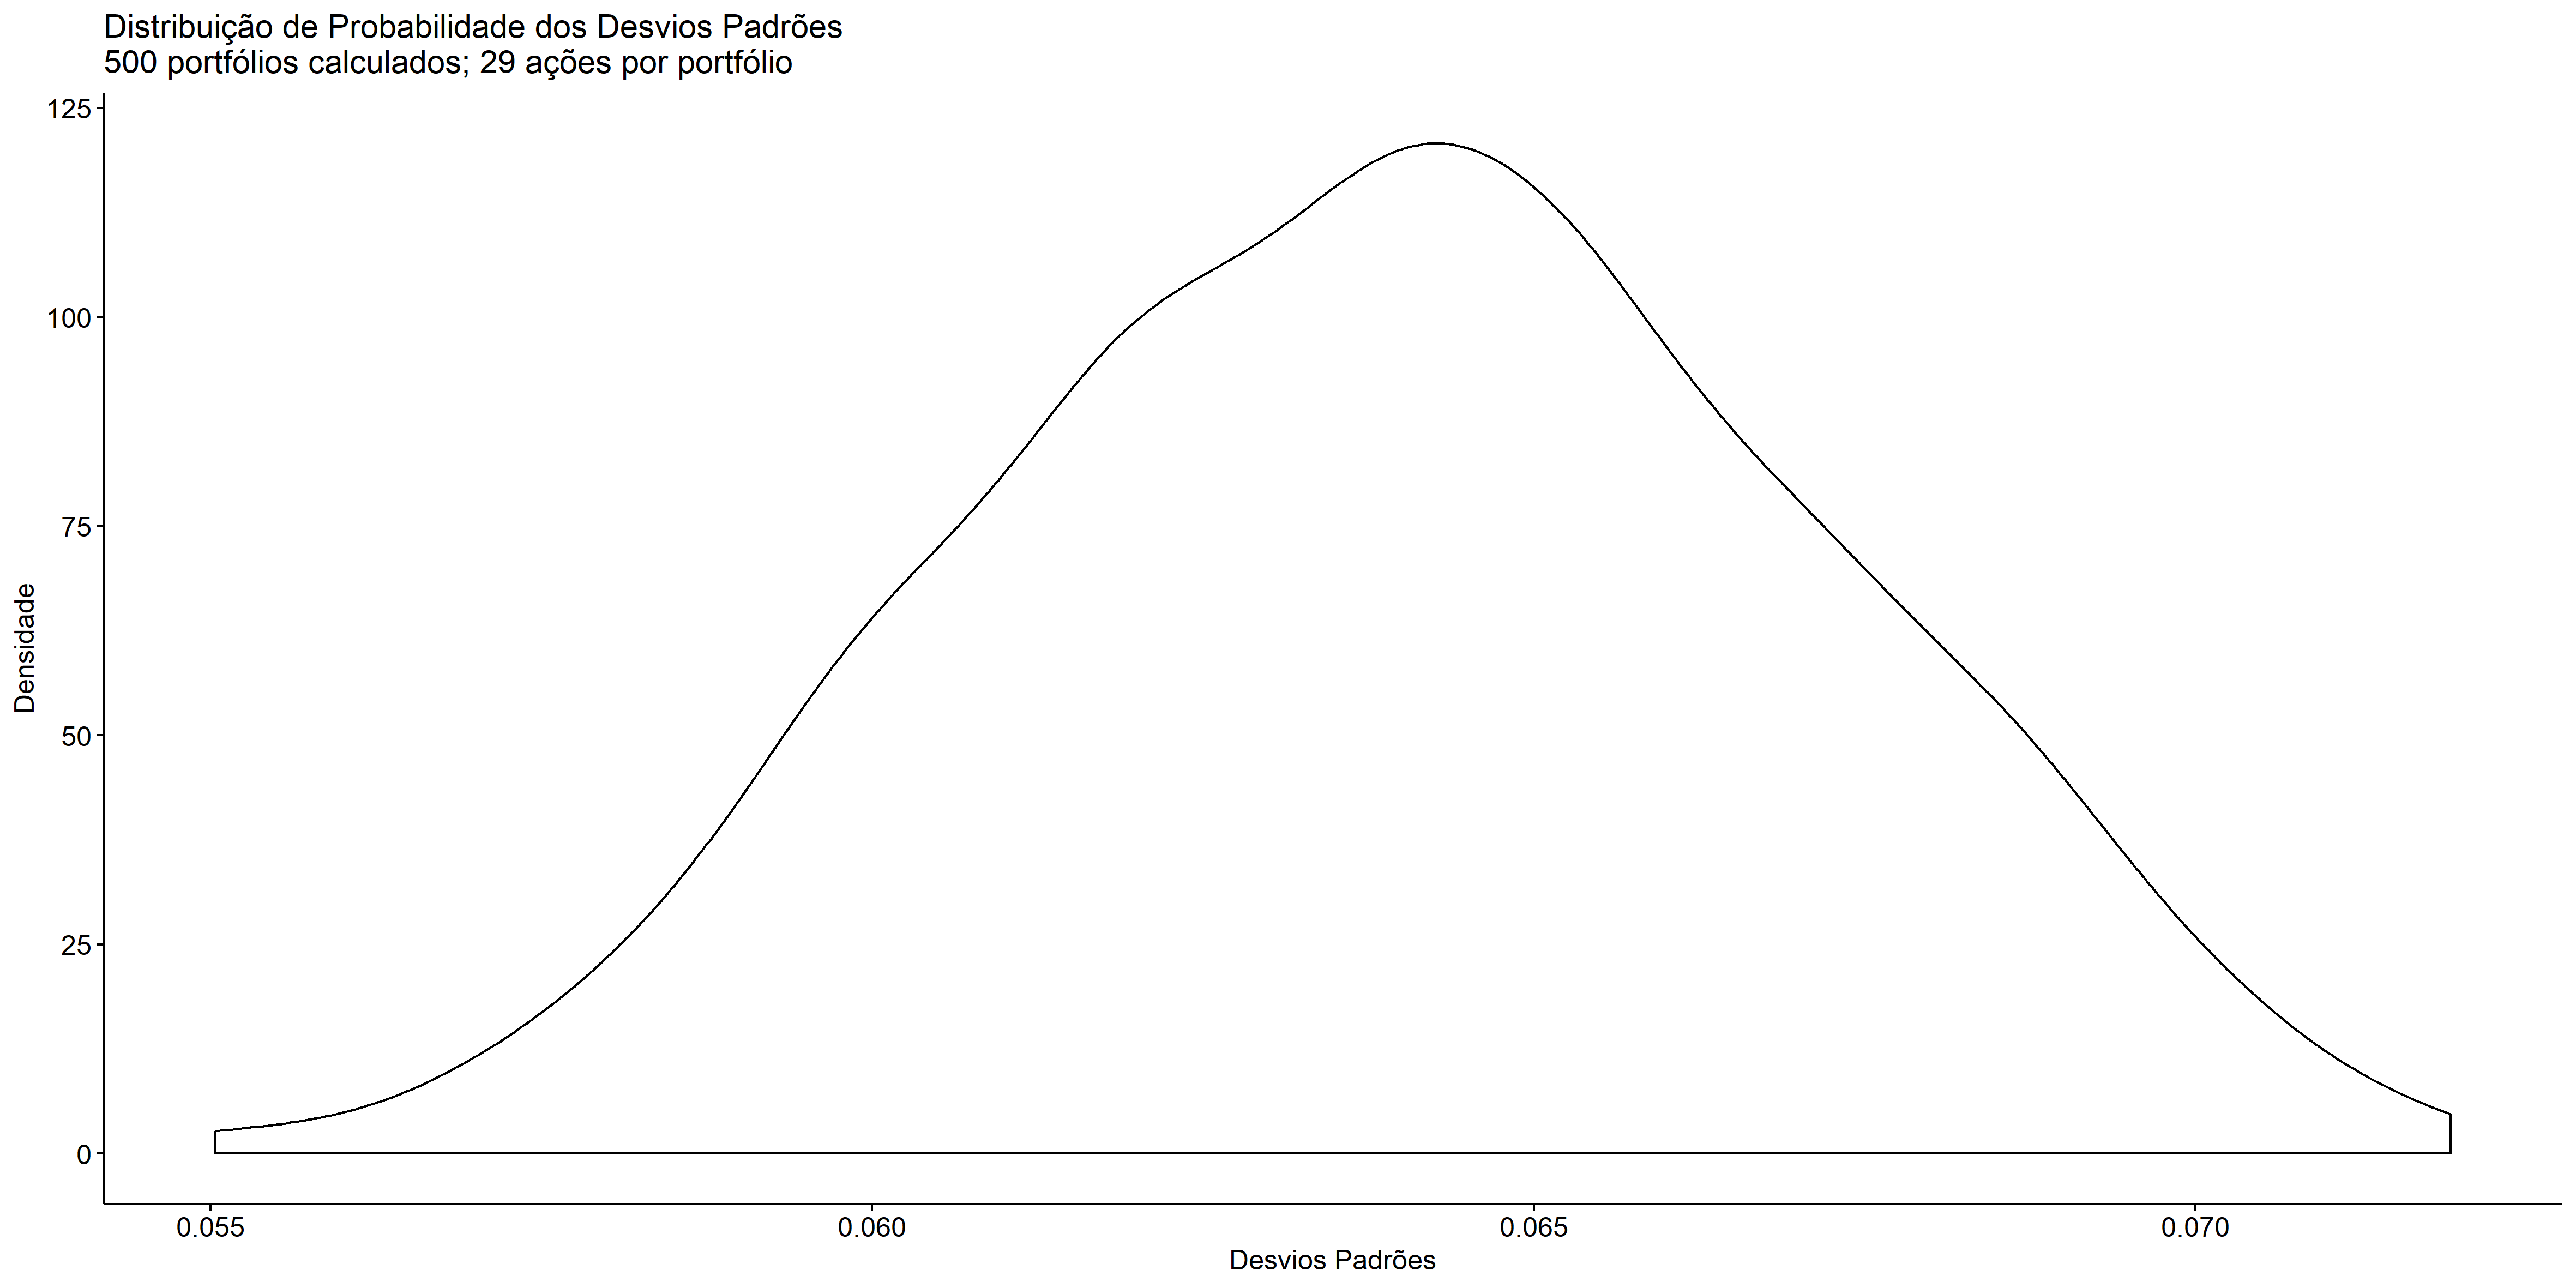 Distribuição de Probabilidade dos Desvios Padrões
500 portfólios calculados; 29 ações por portfólio
125
100
75
50
25
0
Densidade
0.055
0.060
0.065
0.070
Desvios Padrões